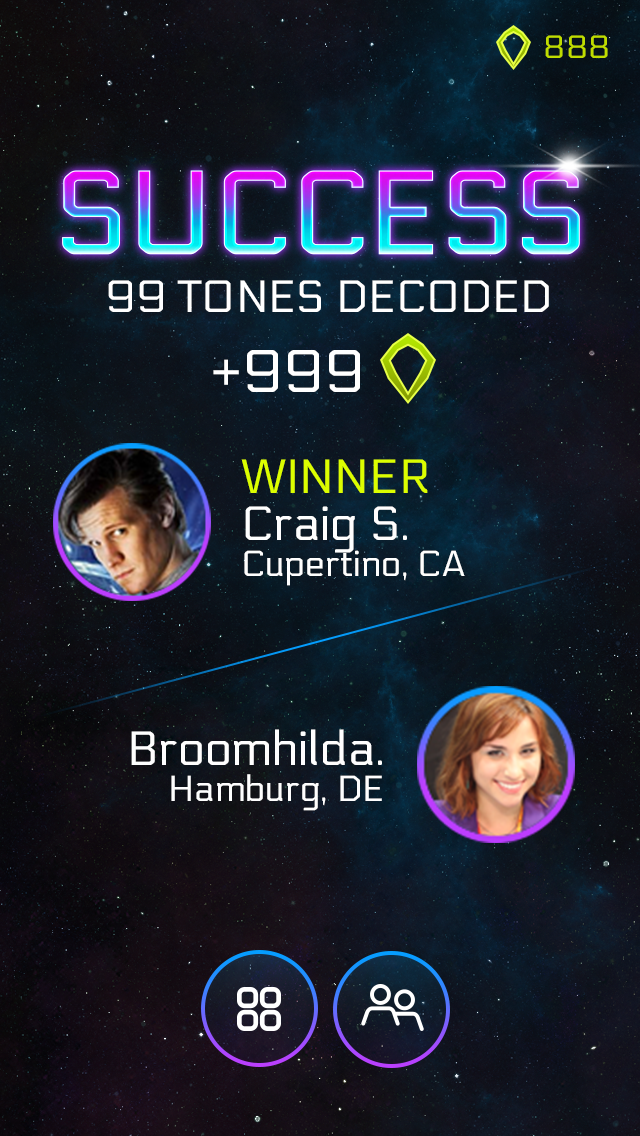 888
SUCCESS
99 TONES DECODED
+999
WINNER
Craig S.
Cupertino, CA
Broomhilda.
Hamburg, DE